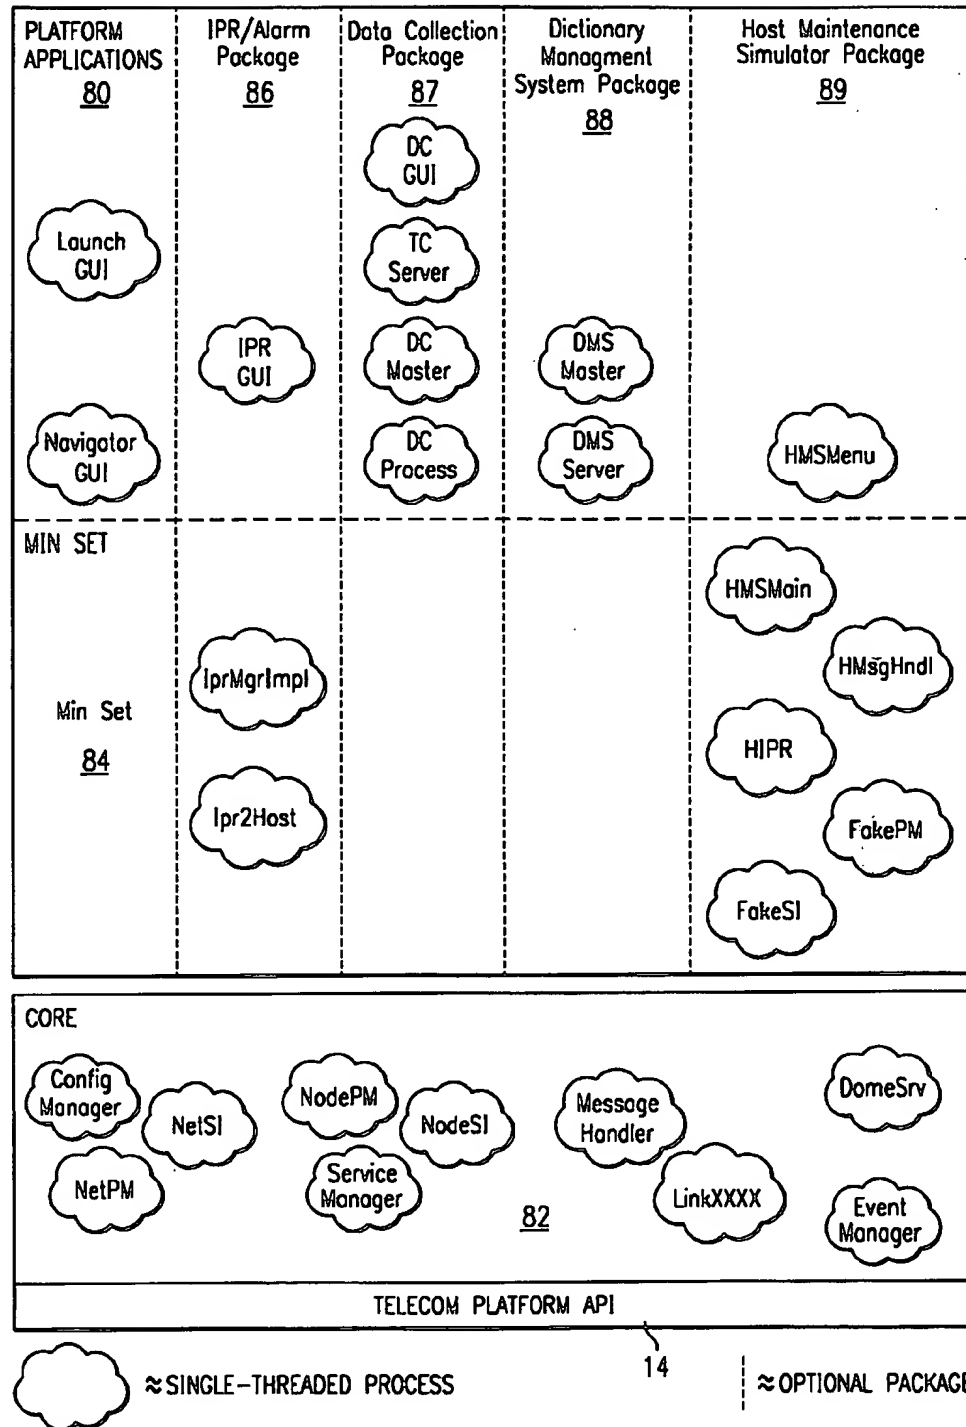 PLATFORM
APPLICATIONS
80
IPR/Alarm
Package
86
Data Collection
Package
87
Dictionary
Managment
System Package
88
Host Maintenance
Simulator Package
89
Launch
GUI
Navigator
GUI
IPR
GUI
DC
GUI
TC
Server
DC
Master
DC
Process
DMS
Master
DMS
Server
HMSMenu
MIN SET
Min Set
84
IprMgrImpl
Ipr2Host
HMSMain
HMsgHndl
HIPR
FakePM
FakeSI
CORE
Config
Manager
NetSI
NetPM
NodePM
NodeSI
Service
Manager
Message
Handler
LinkXXXX
DomeSrv
Event
Manager
82
TELECOM PLATFORM API
14
≈SINGLE-THREADED PROCESS
≈OPTIONAL PACKAGE